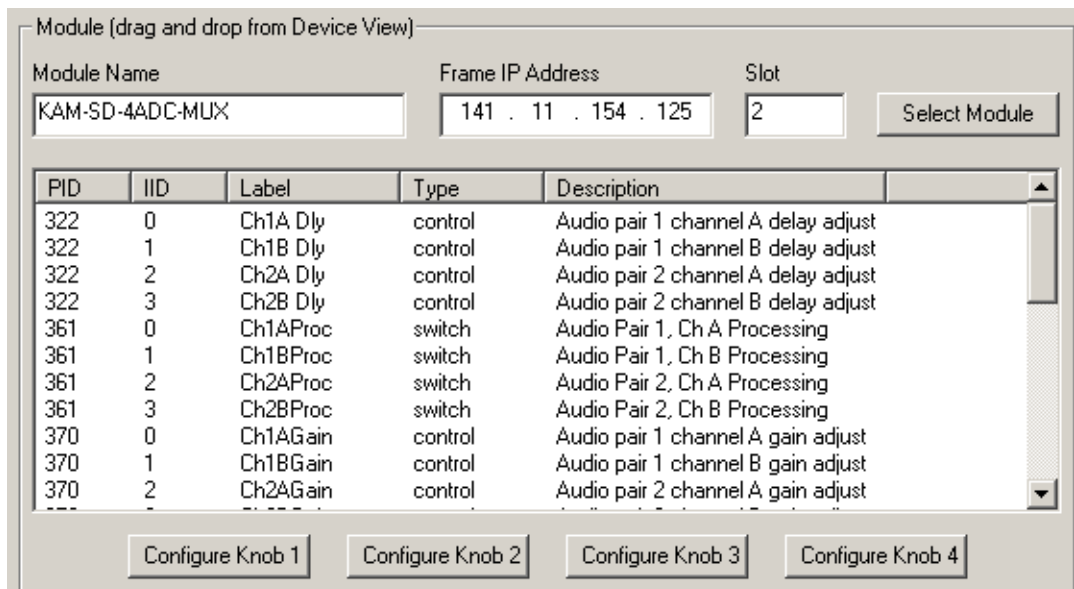 Module (drag and drop from Device View)
Module Name Frame IP Address Slot
KAM-SD-4ADC-MUX 141 . 11 . 154 . 125 2 Select Module
PID IID Label Type Description
322 0 Ch1A Dly control Audio pair 1 channel A delay adjust
322 1 Ch1B Dly control Audio pair 1 channel B delay adjust
322 2 Ch2A Dly control Audio pair 2 channel A delay adjust
322 3 Ch2B Dly control Audio pair 2 channel B delay adjust
361 0 Ch1AProc switch Audio Pair 1, Ch A Processing
361 1 Ch1BProc switch Audio Pair 1, Ch B Processing
361 2 Ch2AProc switch Audio Pair 2, Ch A Processing
361 3 Ch2BProc switch Audio Pair 2, Ch B Processing
370 0 Ch1AGain control Audio pair 1 channel A gain adjust
370 1 Ch1BGain control Audio pair 1 channel B gain adjust
370 2 Ch2AGain control Audio pair 2 channel A gain adjust
Configure Knob 1 Configure Knob 2 Configure Knob 3 Configure Knob 4